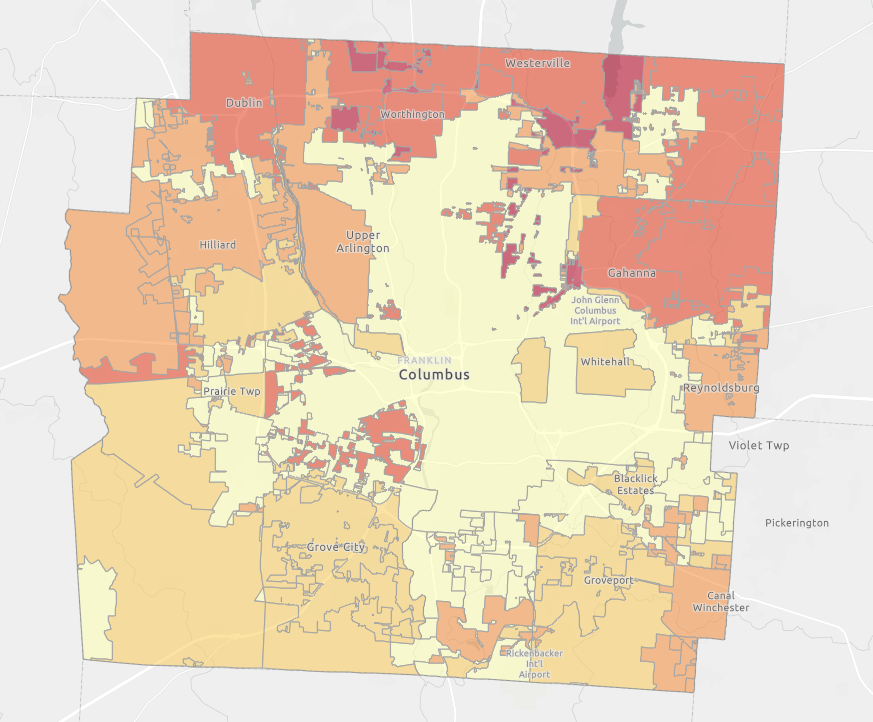 Westerville
Dublin
Worthington
Upper
Arlington
Hilliard
Gahanna
John Glenn
Columbus
Int'l Airport
FRANKLIN
Columbus
Whitehall
Prairie Twp
Reynoldsburg
Violet Twp
Blacklick
Estates
Pickerington
Grove City
Groveport
Canal
Winchester
Rickenbacker
Int'l
Airport